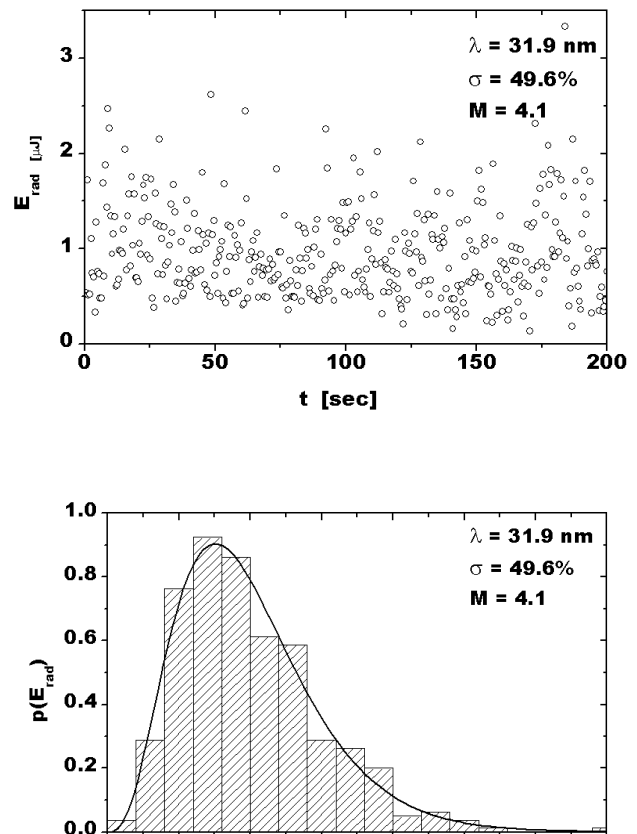 3
2
1
0
E_rad [μJ]
λ = 31.9 nm
σ = 49.6%
M = 4.1
0 50 100 150 200
t [sec]
1.0
0.8
0.6
0.4
0.2
0.0
p(E_rad)
λ = 31.9 nm
σ = 49.6%
M = 4.1